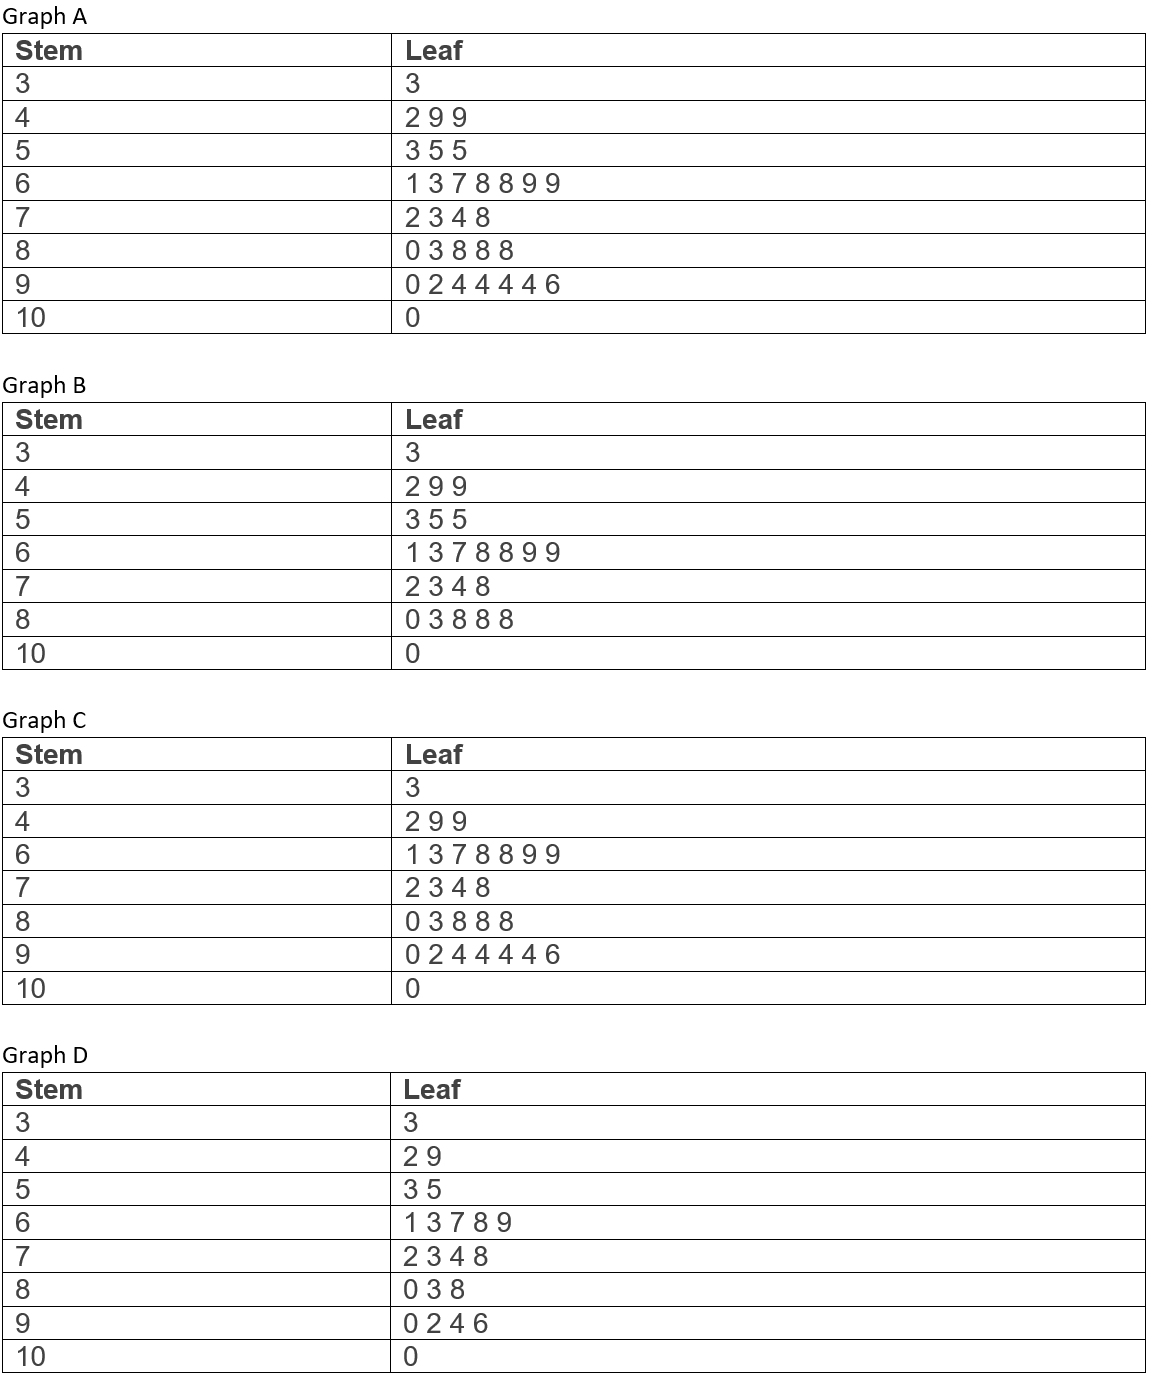 Graph A
Stem Leaf
3 3
4 2 9 9
5 3 5 5
6 1 3 7 8 8 9 9
7 2 3 4 8
8 0 3 8 8 8
9 0 2 4 4 4 4 6
10 0
Graph B
Stem Leaf
3 3
4 2 9 9
5 3 5 5
6 1 3 7 8 8 9 9
7 2 3 4 8
8 0 3 8 8 8
10 0
Graph C
Stem Leaf
3 3
4 2 9 9
6 1 3 7 8 8 9 9
7 2 3 4 8
8 0 3 8 8 8
9 0 2 4 4 4 4 6
10 0
Graph D
Stem Leaf
3 3
4 2 9
5 3 5
6 1 3 7 8 9
7 2 3 4 8
8 0 3 8
9 0 2 4 6
10 0